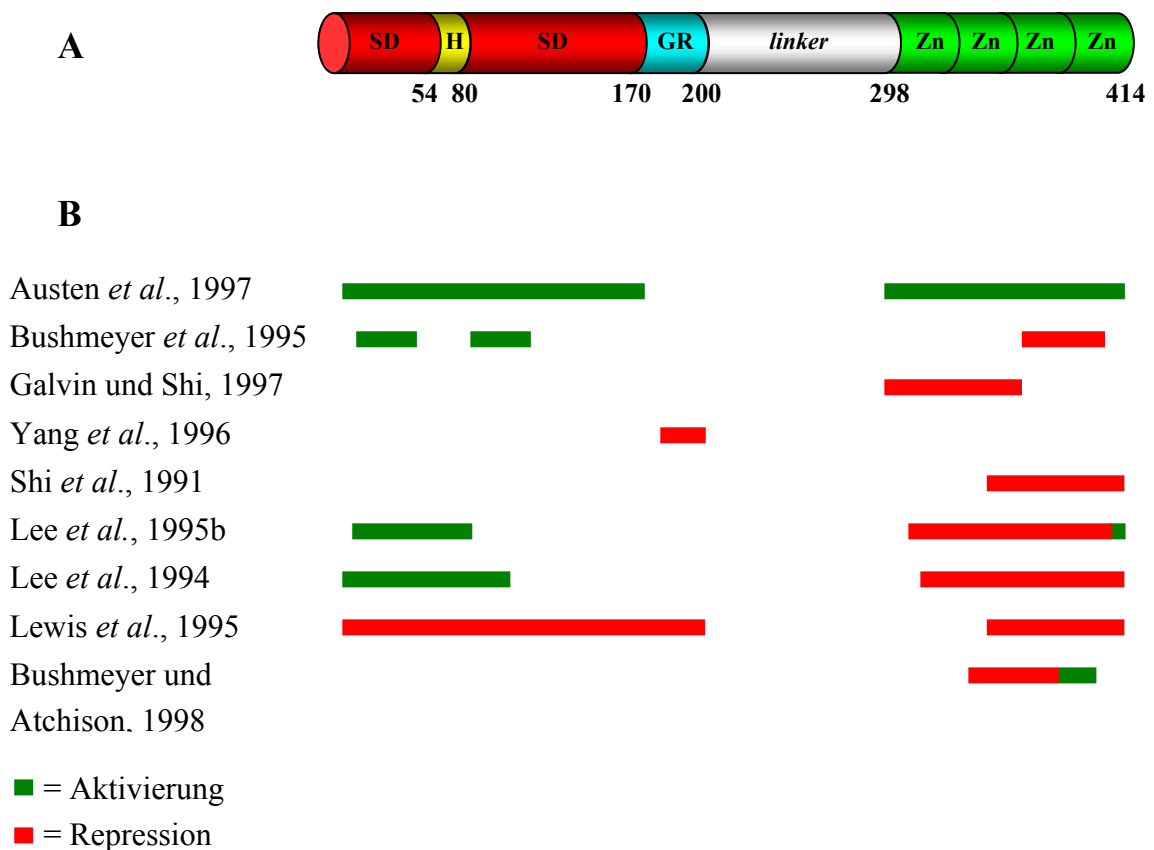 A
SD H SD GR linker Zn Zn Zn Zn
54 80 170 200 298 414
B
Austen et al., 1997
Bushmeyer et al., 1995
Galvin und Shi, 1997
Yang et al., 1996
Shi et al., 1991
Lee et al., 1995b
Lee et al., 1994
Lewis et al., 1995
Bushmeyer und
Atchison, 1998
= Aktivierung
= Repression